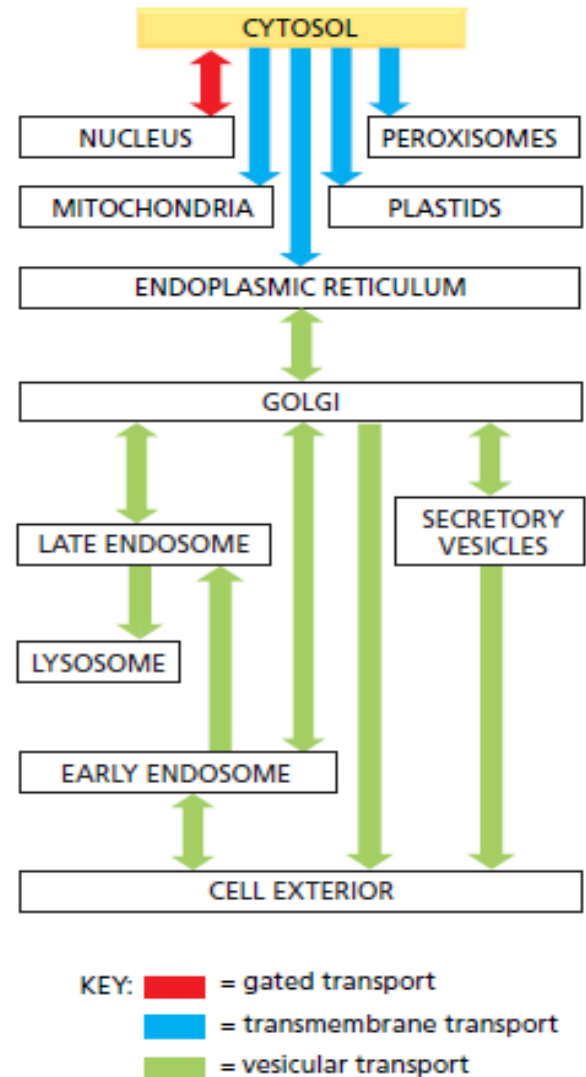 CYTOSOL
NUCLEUS
PEROXISOMES
MITOCHONDRIA
PLASTIDS
ENDOPLASMIC RETICULUM
GOLGI
LATE ENDOSOME
SECRETORY
VESICLES
LYSOSOME
EARLY ENDOSOME
CELL EXTERIOR
KEY:
= gated transport
= transmembrane transport
= vesicular transport